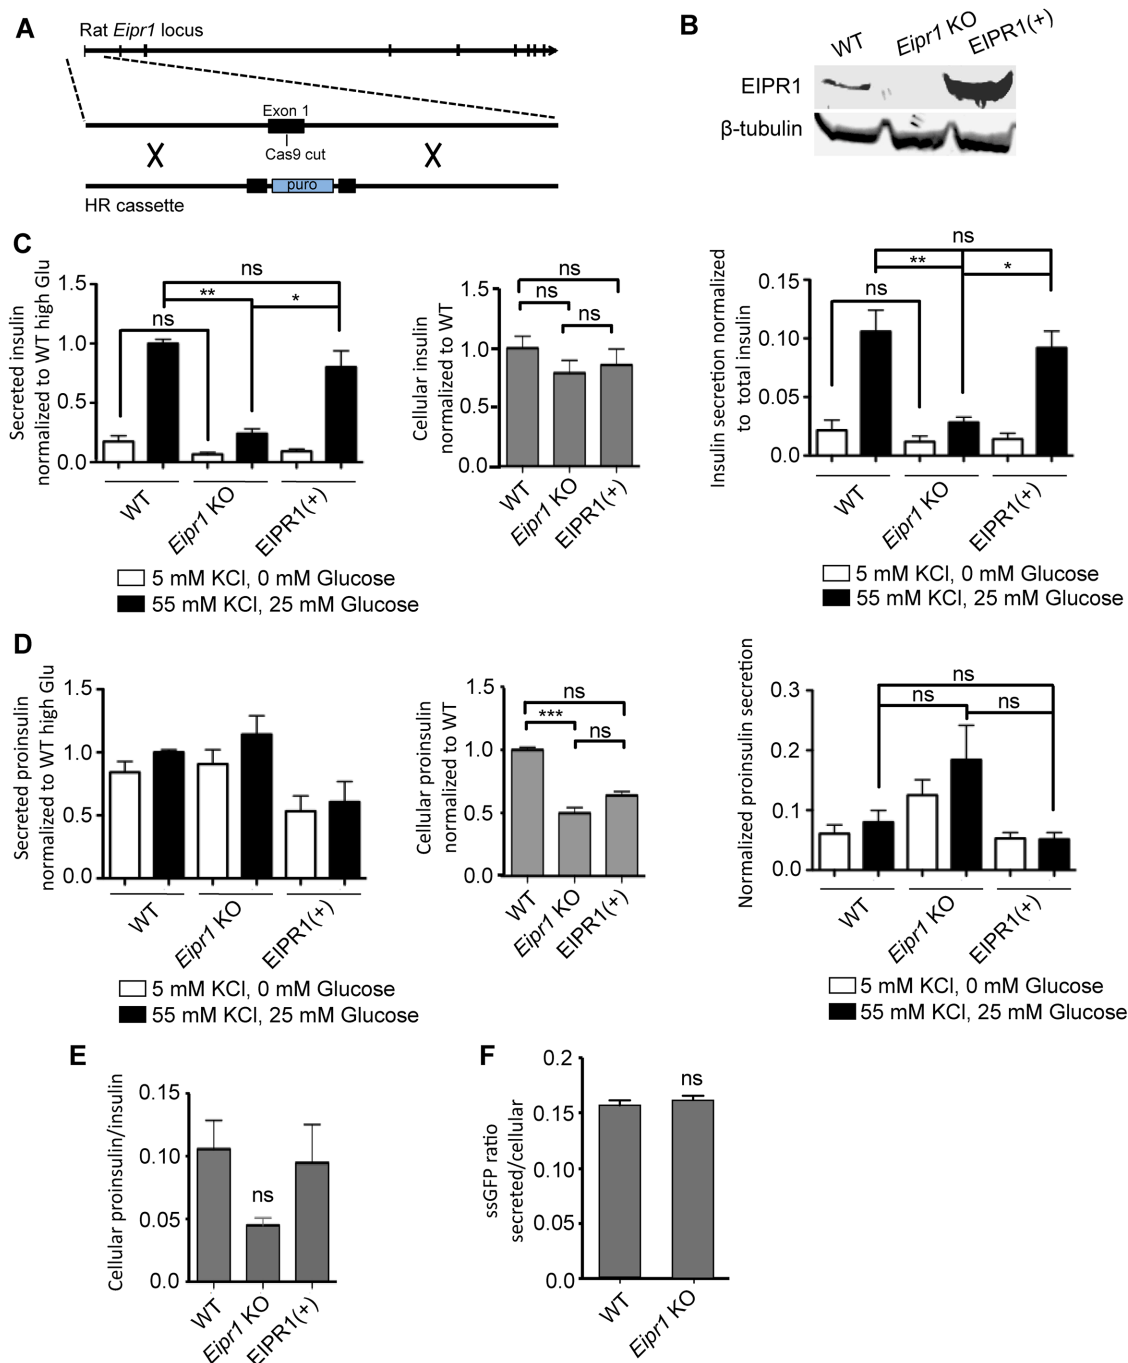 A
Rat Eipr1 locus
Exon 1
Cas9 cut
puro
HR cassette
B
WT
Eipr1 KO
EIPR1(+)
EIPR1
β-tubulin
C
Secreted insulin
normalized to WT high Glu
1.5
1.0
0.5
0.0
ns
**
*
ns
WT
Eipr1 KO
EIPR1(+)
5 mM KCl, 0 mM Glucose
55 mM KCl, 25 mM Glucose
Cellular insulin
normalized to WT
1.5
1.0
0.5
0.0
ns
ns
ns
WT
Eipr1 KO
EIPR1(+)
Insulin secretion normalized
to total insulin
0.15
0.10
0.05
0.0
ns
**
*
ns
WT
Eipr1 KO
EIPR1(+)
5 mM KCl, 0 mM Glucose
55 mM KCl, 25 mM Glucose
D
Secreted proinsulin
normalized to WT high Glu
1.5
1.0
0.5
0.0
WT
Eipr1 KO
EIPR1(+)
5 mM KCl, 0 mM Glucose
55 mM KCl, 25 mM Glucose
Cellular proinsulin
normalized to WT
1.5
1.0
0.5
0.0
ns
***
ns
WT
Eipr1 KO
EIPR1(+)
Normalized proinsulin secretion
0.3
0.2
0.1
0.0
ns
ns
ns
WT
Eipr1 KO
EIPR1(+)
5 mM KCl, 0 mM Glucose
55 mM KCl, 25 mM Glucose
E
Cellular proinsulin/insulin
0.15
0.10
0.05
0.0
ns
WT
Eipr1 KO
EIPR1(+)
F
ssGFP ratio
secreted/cellular
0.2
0.15
0.10
0.05
0.0
ns
WT
Eipr1 KO